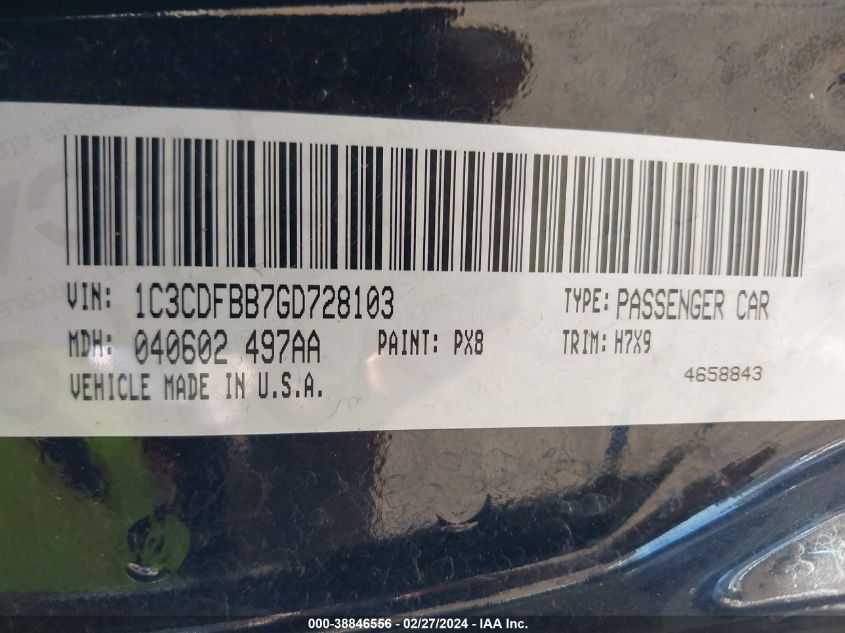 VIN: 1C3CDFBB7GD728103 TYPE: PASSENGER CAR
MDH: 040602 497AA PAINT: PX8 TRIM: H7X9
VEHICLE MADE IN U.S.A. 4658843
000-38846556 - 02/27/2024 - IAA Inc.